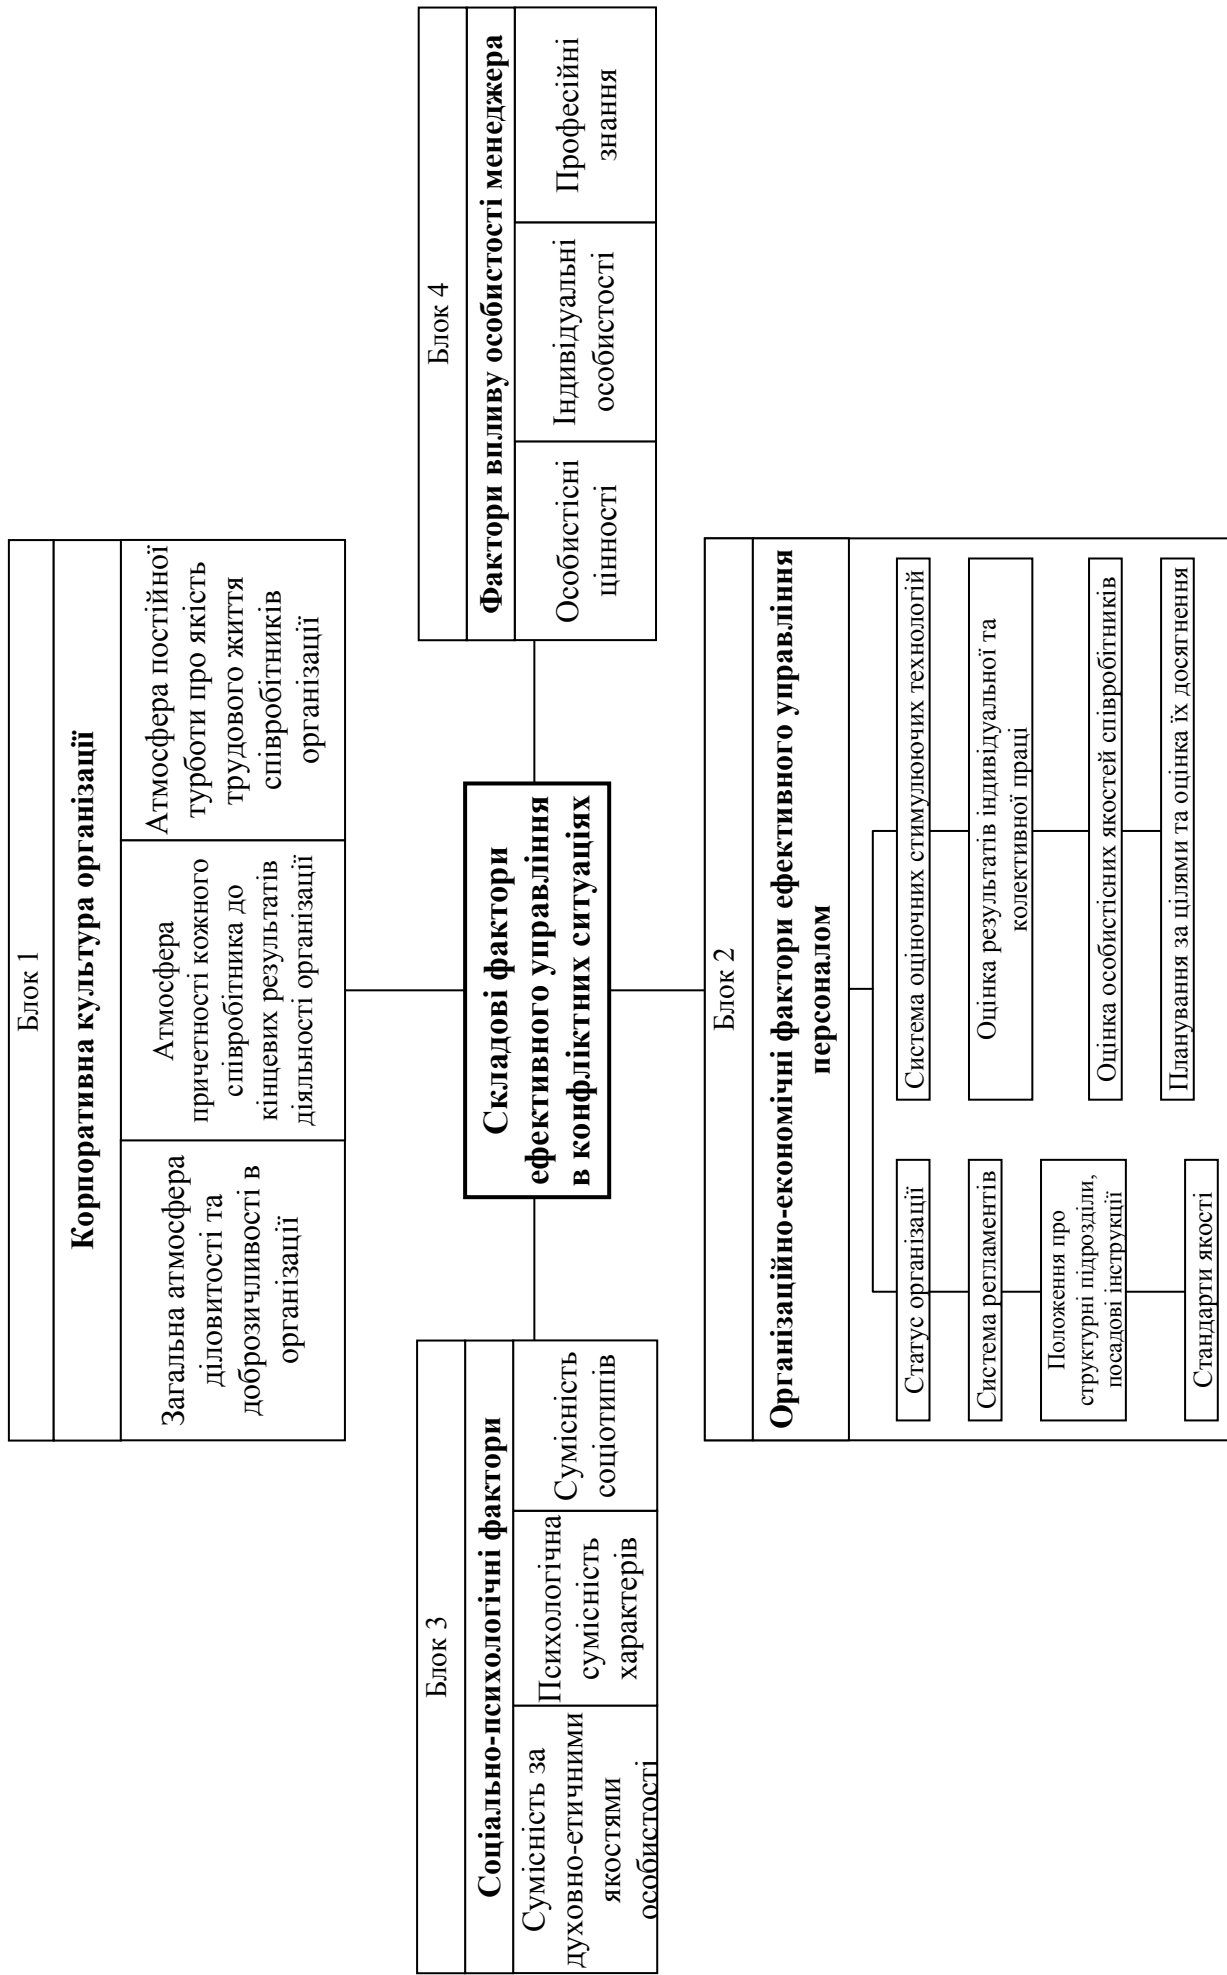 Блок 1
Корпоративна культура організації
Загальна атмосфера
діловитості та
доброзичливості в
організації
Атмосфера
причетності кожного
співробітника до
кінцевих результатів
діяльності організації
Атмосфера постійної
турботи про якість
трудового життя
співробітників
організації
Блок 3
Соціально-психологічні фактори
Сумісність за
духовно-етичними
якостями
особистості
Психологічна
сумісність
характерів
Сумісність
соціотипів
Складові фактори
ефективного управління
в конфліктних ситуаціях
Блок 4
Фактори впливу особистості менеджера
Особистісні
цінності
Індивідуальні
особистості
Професійні
знання
Блок 2
Організаційно-економічні фактори ефективного управління
персоналом
Статус організації
Система регламентів
Положення про
структурні підрозділи,
посадові інструкції
Стандарти якості
Система оціночних стимулюючих технологій
Оцінка результатів індивідуальної та
колективної праці
Оцінка особистісних якостей співробітників
Планування за цілями та оцінка їх досягнення